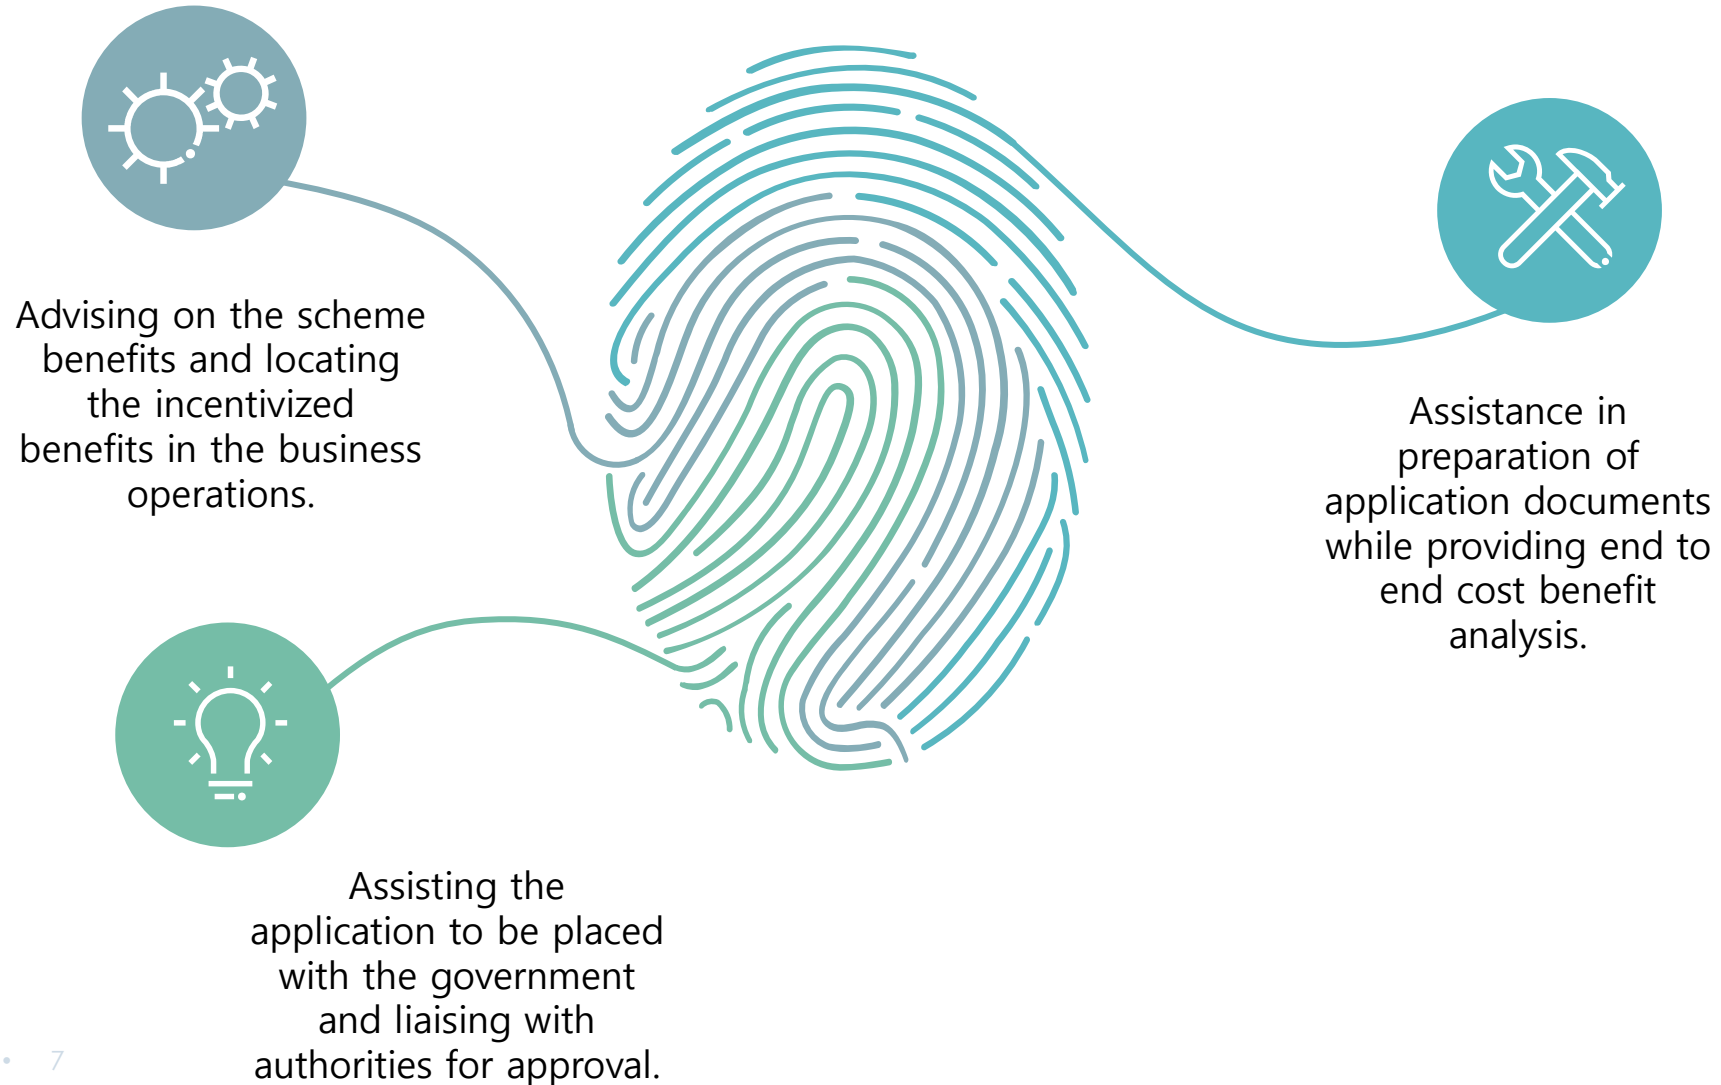 Advising on the scheme
benefits and locating
the incentivized
benefits in the business
operations.
Assistance in
preparation of
application documents
while providing end to
end cost benefit
analysis.
Assisting the
application to be placed
with the government
and liaising with
authorities for approval.
• 7